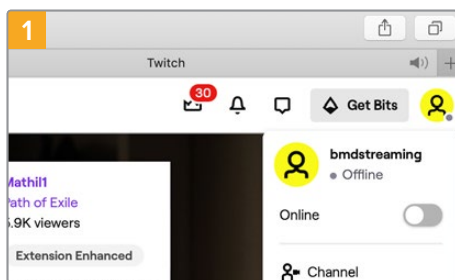 1
Twitch
30
Get Bits
bmdstreaming
Offline
Mathil1
Path of Exile
.9K viewers
Online
Extension Enhanced
Channel